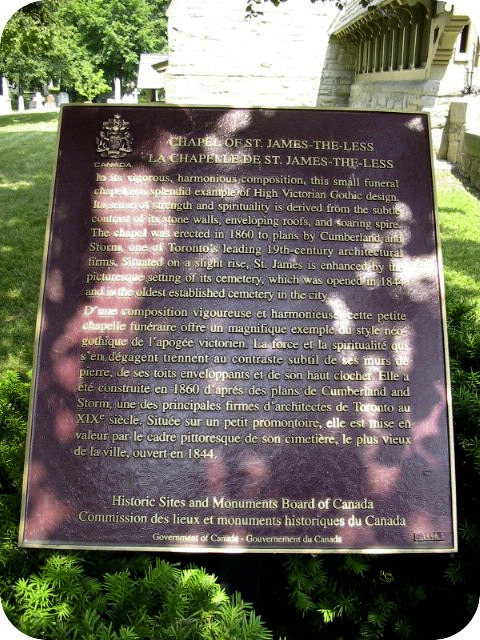 CANADA
CHAPEL OF ST. JAMES-THE-LESS
LA CHAPELLE DE ST. JAMES-THE-LESS
In its vigorous, harmonious composition, this small funeral
chapel is a splendid example of High Victorian Gothic design.
Its sense of strength and spirituality is derived from the subtle
contrast of its stone walls, enveloping roofs, and soaring spire.
The chapel was erected in 1860 to plans by Cumberland and
Storm, one of Toronto's leading 19th-century architectural
firms. Situated on a slight rise, St. James is enhanced by the
picturesque setting of its cemetery, which was opened in 1844
and is the oldest established cemetery in the city.
D'une composition vigoureuse et harmonieuse, cette petite
chapelle funéraire offre un magnifique exemple du style néo-
gothique de l'apogée victorien. La force et la spiritualité qui
s'en dégagent tiennent au contraste subtil de ses murs de
pierre, de ses toits enveloppants et de son haut clocher. Elle a
été construite en 1860 d'aprés des plans de Cumberland and
Storm, une des principales firmes d'architectes de Toronto au
XIXe siècle. Située sur un petit promontoire, elle est mise en
valeur par le cadre pittoresque de son cimetière, le plus vieux
de la ville, ouvert en 1844.
Historic Sites and Monuments Board of Canada
Commission des lieux et monuments historiques du Canada
Government of Canada - Gouvernement du Canada